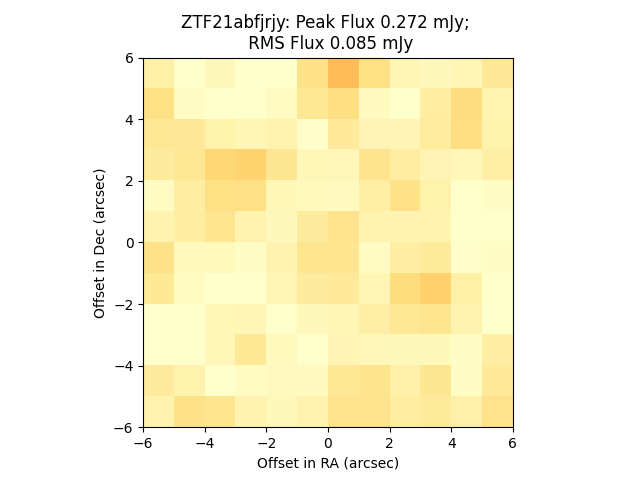 ZTF21abfjrjy: Peak Flux 0.272 mJy;
RMS Flux 0.085 mJy
6
4
2
0
−2
−4
−6
Offset in Dec (arcsec)
−6 −4 −2 0 2 4 6
Offset in RA (arcsec)